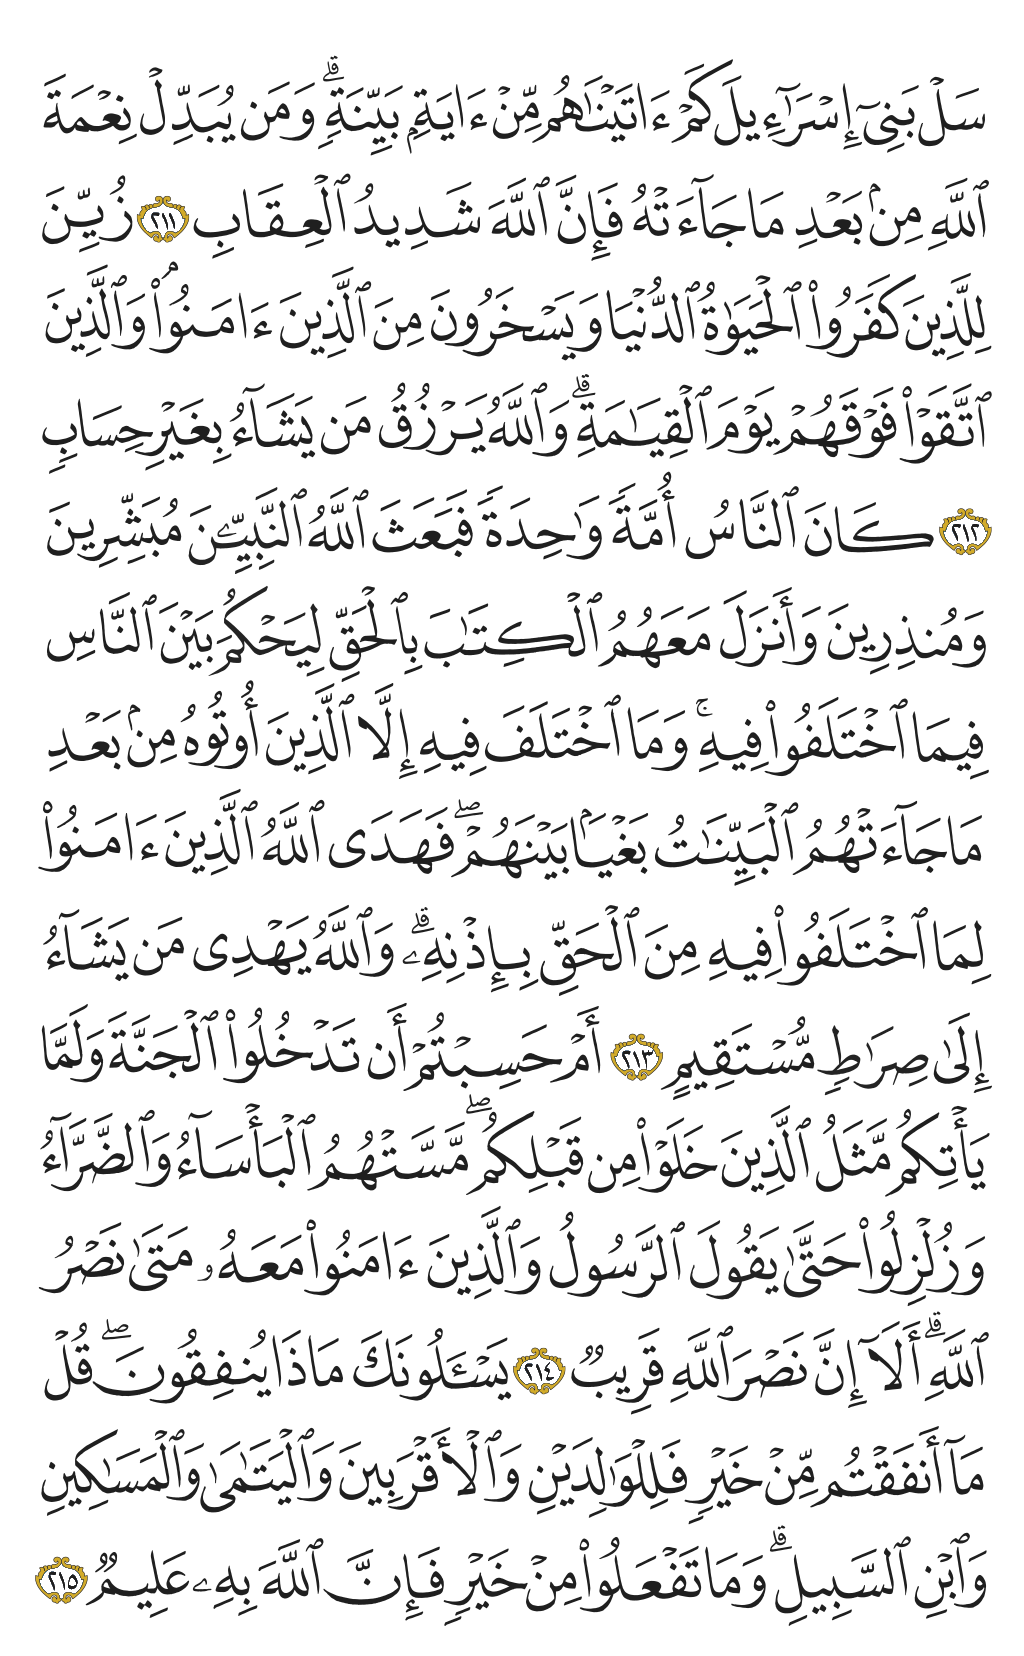 سَلْ بَنِىٓ إِسْرَٰٓءِيلَ كَمْ ءَاتَيْنَٰهُم مِّنْ ءَايَةٍۭ بَيِّنَةٍۗ وَمَن يُبَدِّلْ نِعْمَةَ
ٱللَّهِ مِنۢ بَعْدِ مَا جَآءَتْهُ فَإِنَّ ٱللَّهَ شَدِيدُ ٱلْعِقَابِ ٢١١ زُيِّنَ
لِلَّذِينَ كَفَرُوا۟ ٱلْحَيَوٰةُ ٱلدُّنْيَا وَيَسْخَرُونَ مِنَ ٱلَّذِينَ ءَامَنُوا۟ۘ وَٱلَّذِينَ
ٱتَّقَوْا۟ فَوْقَهُمْ يَوْمَ ٱلْقِيَٰمَةِۗ وَٱللَّهُ يَرْزُقُ مَن يَشَآءُ بِغَيْرِ حِسَابٍ
٢١٢ كَانَ ٱلنَّاسُ أُمَّةً وَٰحِدَةً فَبَعَثَ ٱللَّهُ ٱلنَّبِيِّـۧنَ مُبَشِّرِينَ
وَمُنذِرِينَ وَأَنزَلَ مَعَهُمُ ٱلْكِتَٰبَ بِٱلْحَقِّ لِيَحْكُمَ بَيْنَ ٱلنَّاسِ
فِيمَا ٱخْتَلَفُوا۟ فِيهِۚ وَمَا ٱخْتَلَفَ فِيهِ إِلَّا ٱلَّذِينَ أُوتُوهُ مِنۢ بَعْدِ
مَا جَآءَتْهُمُ ٱلْبَيِّنَٰتُ بَغْيًۢا بَيْنَهُمْۖ فَهَدَى ٱللَّهُ ٱلَّذِينَ ءَامَنُوا۟
لِمَا ٱخْتَلَفُوا۟ فِيهِ مِنَ ٱلْحَقِّ بِإِذْنِهِۦۗ وَٱللَّهُ يَهْدِى مَن يَشَآءُ
إِلَىٰ صِرَٰطٍ مُّسْتَقِيمٍ ٢١٣ أَمْ حَسِبْتُمْ أَن تَدْخُلُوا۟ ٱلْجَنَّةَ وَلَمَّا
يَأْتِكُم مَّثَلُ ٱلَّذِينَ خَلَوْا۟ مِن قَبْلِكُمۖ مَّسَّتْهُمُ ٱلْبَأْسَآءُ وَٱلضَّرَّآءُ
وَزُلْزِلُوا۟ حَتَّىٰ يَقُولَ ٱلرَّسُولُ وَٱلَّذِينَ ءَامَنُوا۟ مَعَهُۥ مَتَىٰ نَصْرُ
ٱللَّهِۗ أَلَآ إِنَّ نَصْرَ ٱللَّهِ قَرِيبٌ ٢١٤ يَسْـَٔلُونَكَ مَاذَا يُنفِقُونَۖ قُلْ
مَآ أَنفَقْتُم مِّنْ خَيْرٍ فَلِلْوَٰلِدَيْنِ وَٱلْأَقْرَبِينَ وَٱلْيَتَٰمَىٰ وَٱلْمَسَٰكِينِ
وَٱبْنِ ٱلسَّبِيلِۗ وَمَا تَفْعَلُوا۟ مِنْ خَيْرٍ فَإِنَّ ٱللَّهَ بِهِۦ عَلِيمٌ ٢١٥